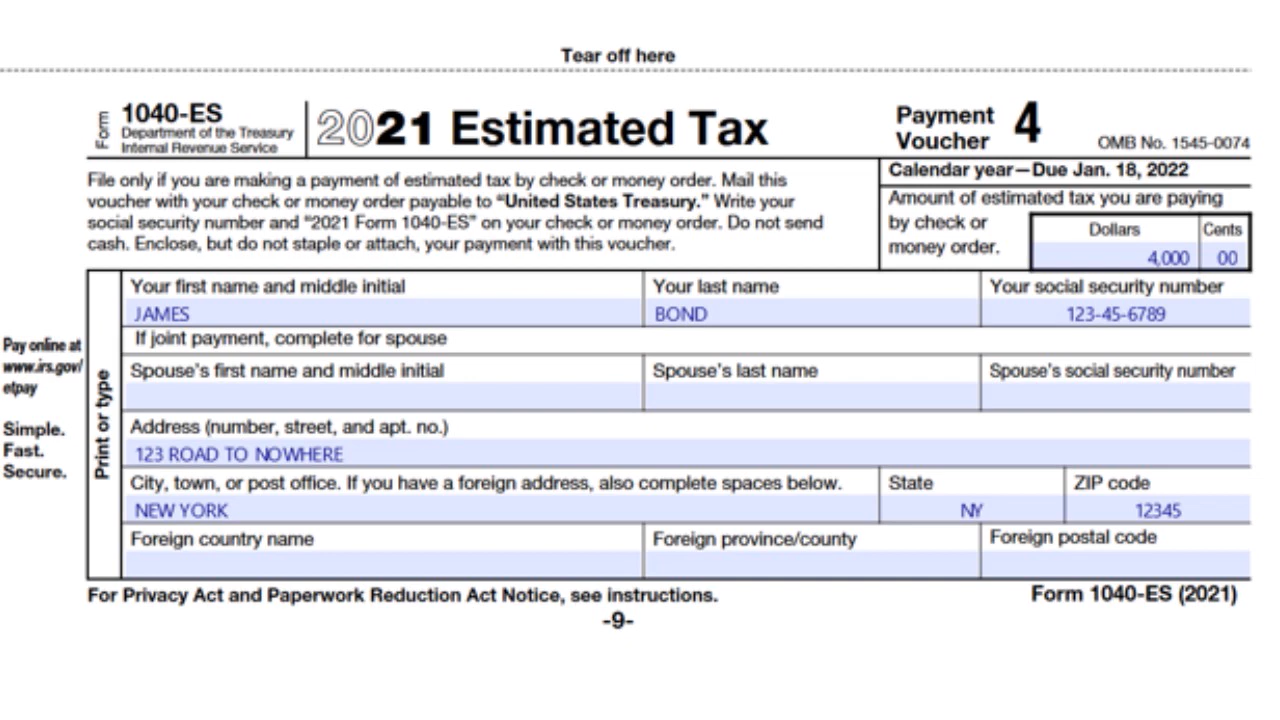 Tear off here
Form 1040-ES
Department of the Treasury
Internal Revenue Service
2021 Estimated Tax
Payment
Voucher 4
OMB No. 1545-0074
File only if you are making a payment of estimated tax by check or money order. Mail this
voucher with your check or money order payable to “United States Treasury.” Write your
social security number and “2021 Form 1040-ES” on your check or money order. Do not send
cash. Enclose, but do not staple or attach, your payment with this voucher.
Calendar year—Due Jan. 18, 2022
Amount of estimated tax you are paying
by check or
money order.
Dollars Cents
4,000 00
Pay online at
www.irs.gov/
etpay
Simple.
Fast.
Secure.
Print or type
Your first name and middle initial Your last name Your social security number
JAMES BOND 123-45-6789
If joint payment, complete for spouse
Spouse’s first name and middle initial Spouse’s last name Spouse’s social security number
Address (number, street, and apt. no.)
123 ROAD TO NOWHERE
City, town, or post office. If you have a foreign address, also complete spaces below. State ZIP code
NEW YORK NY 12345
Foreign country name Foreign province/county Foreign postal code
For Privacy Act and Paperwork Reduction Act Notice, see instructions. Form 1040-ES (2021)
-9-